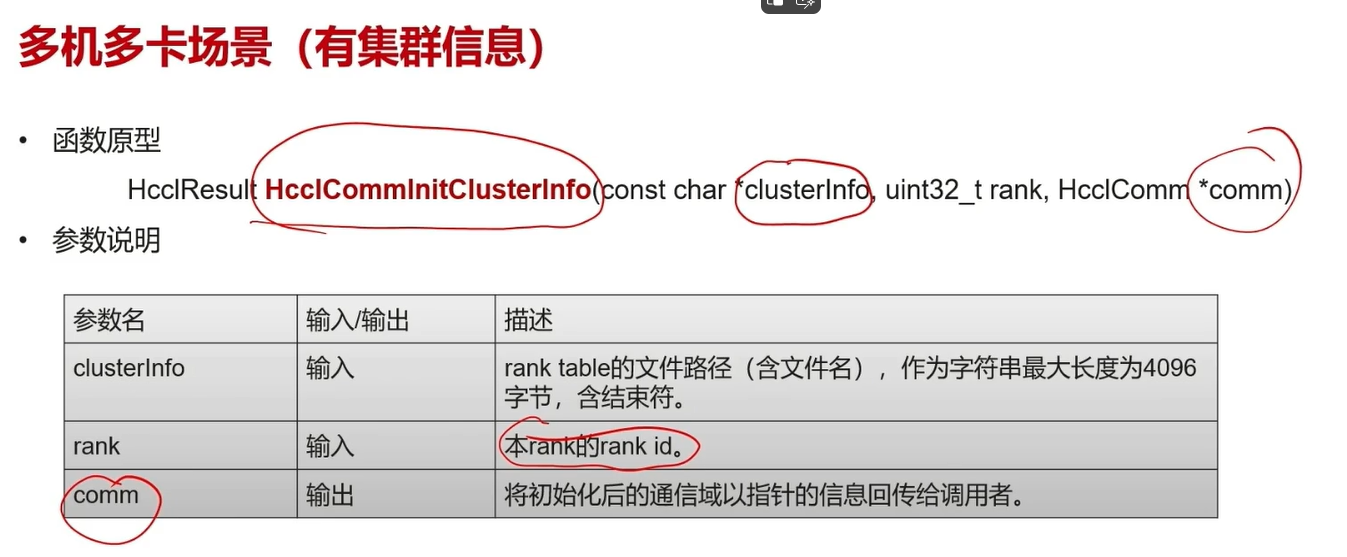 多机多卡场景（有集群信息）
• 函数原型
HcclResult HcclCommInitClusterInfo(const char *clusterInfo, uint32_t rank, HcclComm *comm)
• 参数说明
参数名 输入/输出 描述
clusterInfo 输入 rank table的文件路径（含文件名），作为字符串最大长度为4096
字节，含结束符。
rank 输入 本rank的rank id。
comm 输出 将初始化后的通信域以指针的信息回传给调用者。